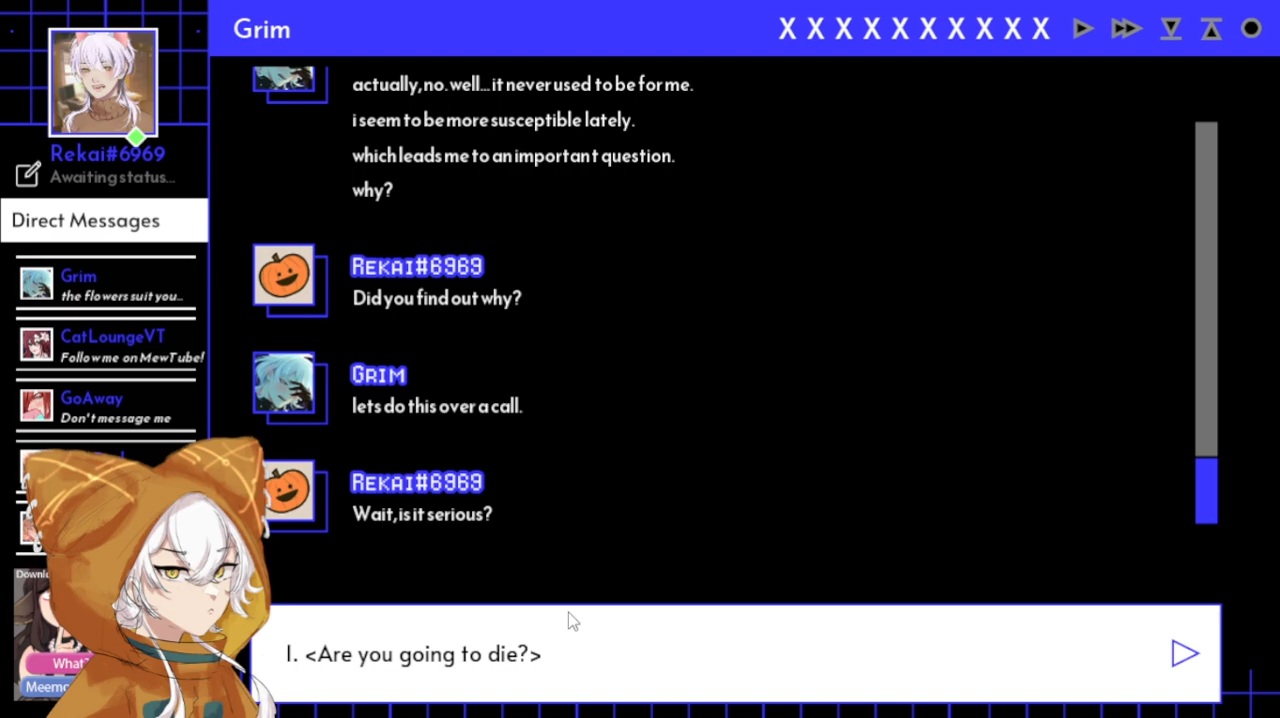 Grim
X X X X X X X X X X
Rekai#6969
Awaiting status...
Direct Messages
Grim
the flowers suit you..
CatLoungeVT
Follow me on MewTube!
GoAway
Don't message me
What
Meemo
actually, no. well... it never used to be for me.
i seem to be more susceptible lately.
which leads me to an important question.
why?
Rekai#6969
Did you find out why?
Grim
lets do this over a call.
Rekai#6969
Wait, is it serious?
1. <Are you going to die?>